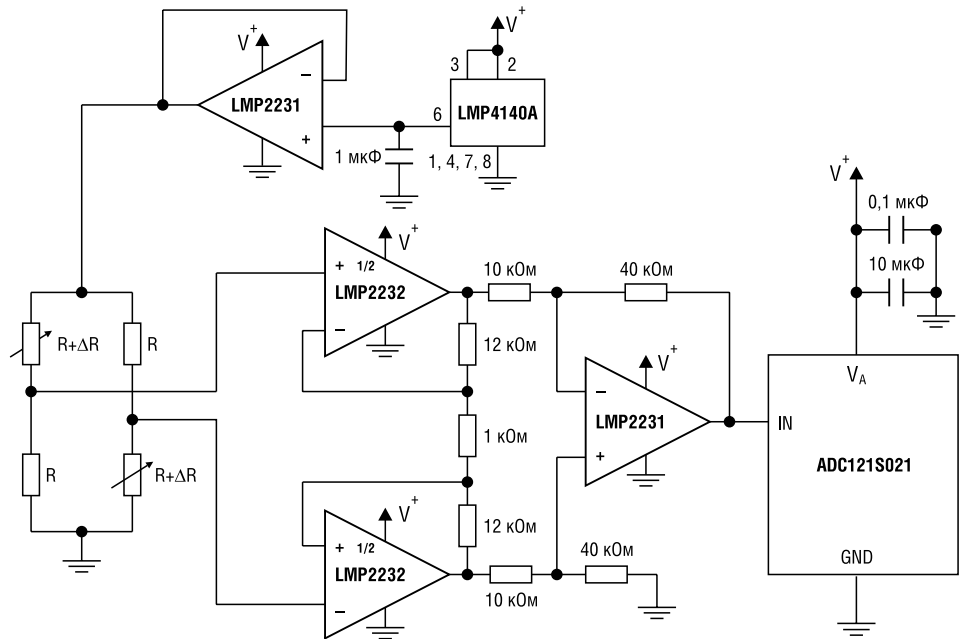 V+
V+
3
2
−
LMP2231
LMP4140A
6
+
1 мкФ
1, 4, 7, 8
V+
0,1 мкФ
10 мкФ
V+
+ 1/2
LMP2232
−
10 кОм
40 кОм
12 кОм
R+ΔR
R
V+
−
LMP2231
+
1 кОм
VA
IN
ADC121S021
GND
R
R+ΔR
V+
+ 1/2
LMP2232
−
12 кОм
10 кОм
40 кОм